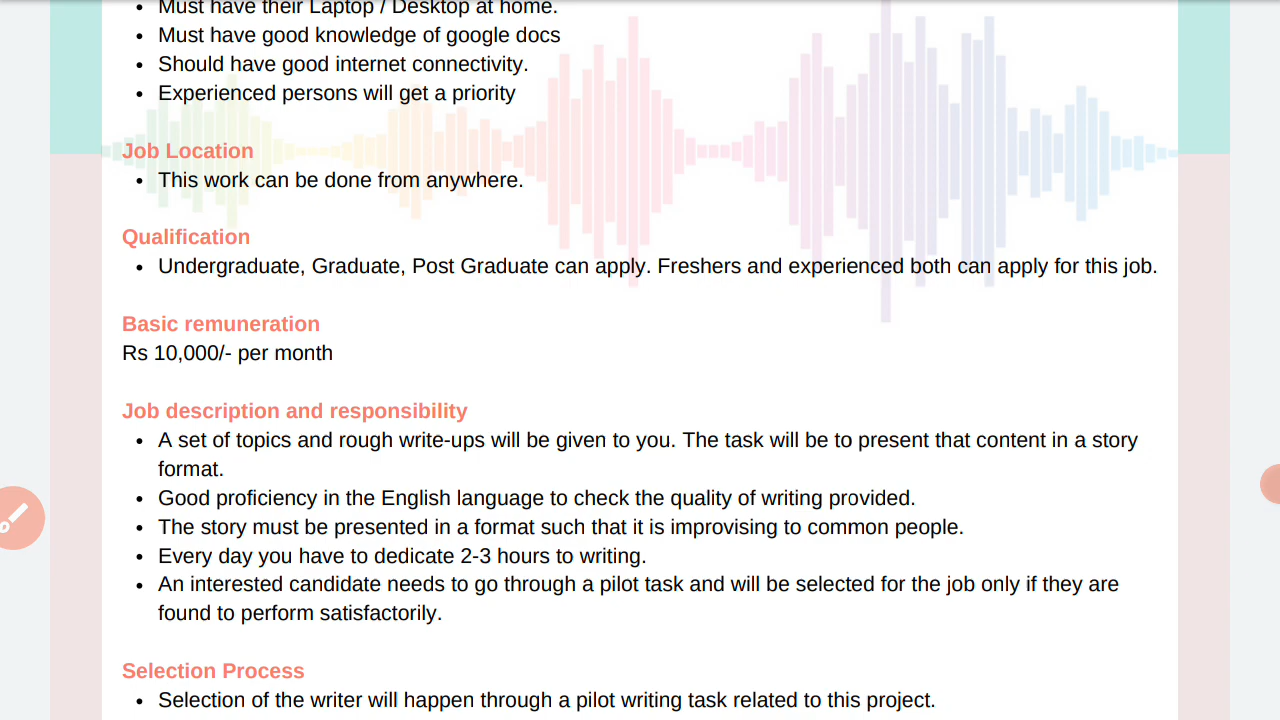 • Must have their Laptop / Desktop at home.
• Must have good knowledge of google docs
• Should have good internet connectivity.
• Experienced persons will get a priority
Job Location
• This work can be done from anywhere.
Qualification
• Undergraduate, Graduate, Post Graduate can apply. Freshers and experienced both can apply for this job.
Basic remuneration
Rs 10,000/- per month
Job description and responsibility
• A set of topics and rough write-ups will be given to you. The task will be to present that content in a story
format.
• Good proficiency in the English language to check the quality of writing provided.
• The story must be presented in a format such that it is improvising to common people.
• Every day you have to dedicate 2-3 hours to writing.
• An interested candidate needs to go through a pilot task and will be selected for the job only if they are
found to perform satisfactorily.
Selection Process
• Selection of the writer will happen through a pilot writing task related to this project.